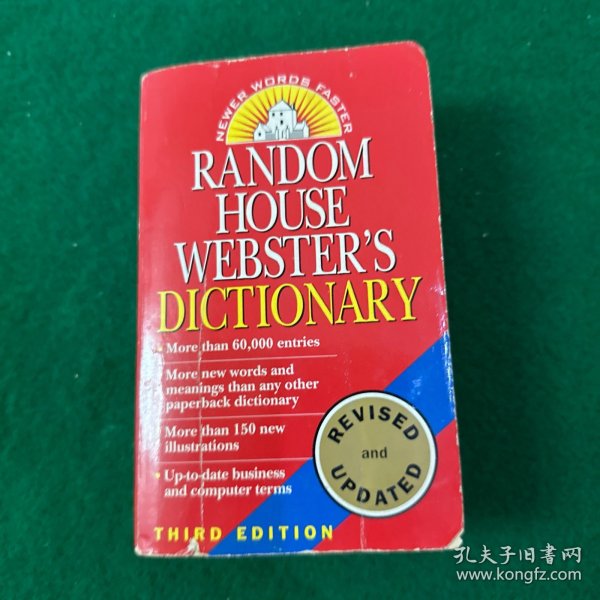 NEWER WORDS FASTER
RANDOM
HOUSE
WEBSTER'S
DICTIONARY
• More than 60,000 entries
More new words and
meanings than any other
paperback dictionary
More than 150 new
illustrations
• Up-to-date business
and computer terms
REVISED
and
UPDATED
THIRD EDITION
孔夫子旧书网
www.kongfz.com